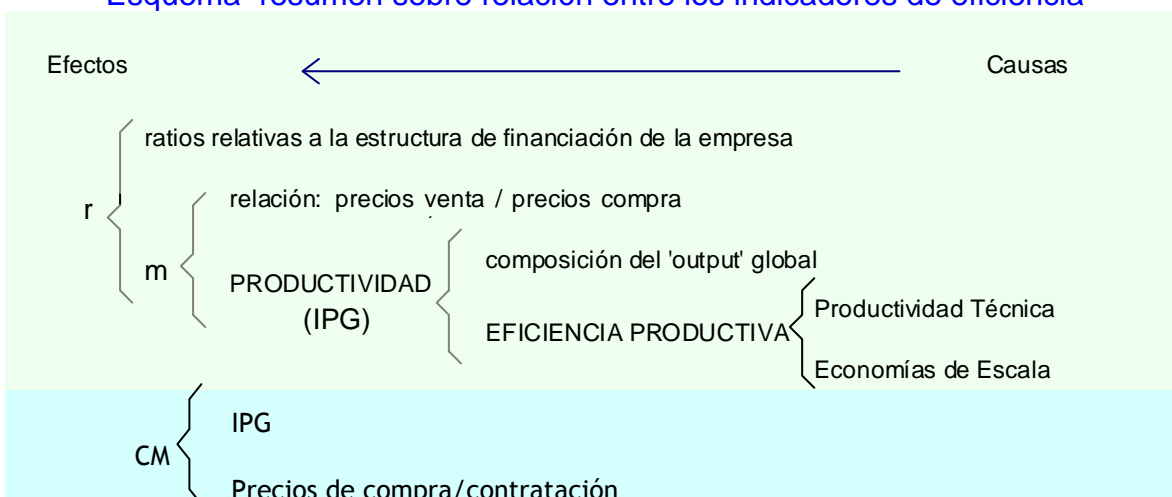 Esquema-resumen sobre relación entre los indicadores de eficiencia
Efectos Causas
ratios relativas a la estructura de financiación de la empresa
r
relación: precios venta / precios compra
m
PRODUCTIVIDAD
(IPG)
composición del 'output' global
EFICIENCIA PRODUCTIVA
Productividad Técnica
Economías de Escala
CM
IPG
Precios de compra/contratación